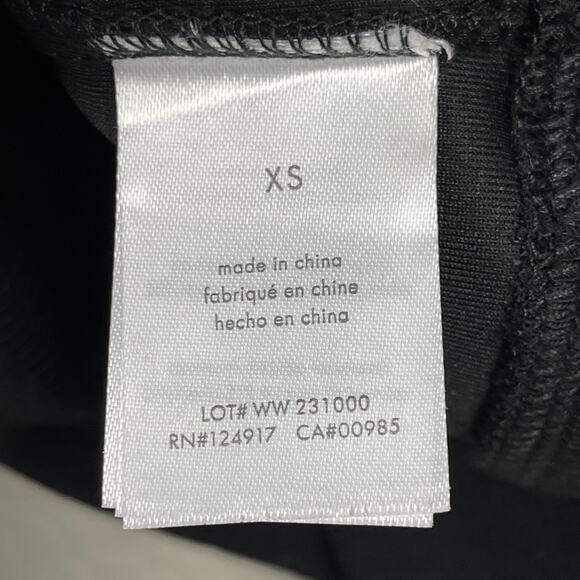 XS
made in china
fabriqué en chine
hecho en china
LOT# WW 231000
RN#124917 CA#00985